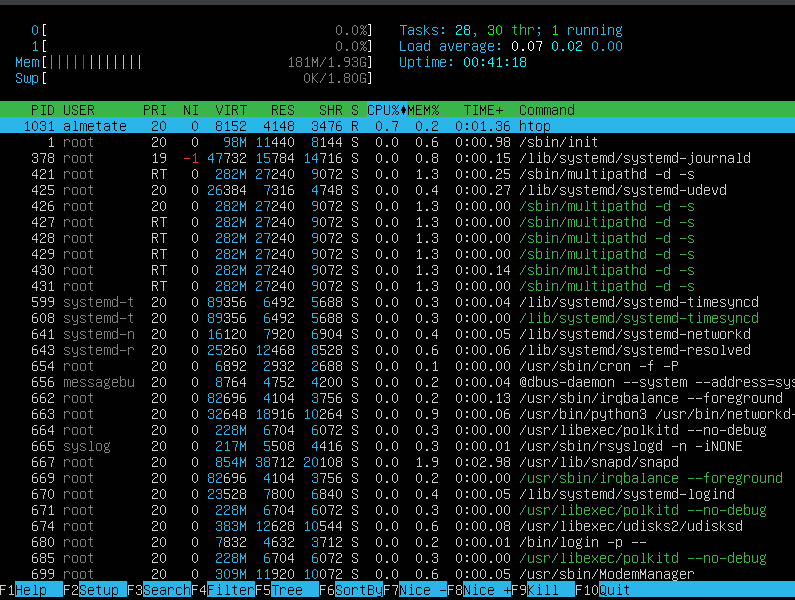 0[ 0.0%] Tasks: 28, 30 thr; 1 running
1[ 0.0%] Load average: 0.07 0.02 0.00
Mem[|||||||||||| 181M/1.93G] Uptime: 00:41:18
Swp[ 0K/1.80G]
PID USER PRI NI VIRT RES SHR S CPU% MEM% TIME+ Command
1031 almetate 20 0 8152 4148 3476 R 0.7 0.2 0:01.36 htop
1 root 20 0 98M 11440 8144 S 0.0 0.6 0:00.98 /sbin/init
378 root 19 -1 47732 15784 14716 S 0.0 0.8 0:00.15 /lib/systemd/systemd-journald
421 root RT 0 282M 27240 9072 S 0.0 1.3 0:00.25 /sbin/multipathd -d -s
425 root 20 0 26384 7316 4748 S 0.0 0.4 0:00.27 /lib/systemd/systemd-udevd
426 root 20 0 282M 27240 9072 S 0.0 1.3 0:00.00 /sbin/multipathd -d -s
427 root RT 0 282M 27240 9072 S 0.0 1.3 0:00.00 /sbin/multipathd -d -s
428 root RT 0 282M 27240 9072 S 0.0 1.3 0:00.00 /sbin/multipathd -d -s
429 root RT 0 282M 27240 9072 S 0.0 1.3 0:00.00 /sbin/multipathd -d -s
430 root RT 0 282M 27240 9072 S 0.0 1.3 0:00.14 /sbin/multipathd -d -s
431 root RT 0 282M 27240 9072 S 0.0 1.3 0:00.00 /sbin/multipathd -d -s
599 systemd-t 20 0 89356 6492 5688 S 0.0 0.3 0:00.04 /lib/systemd/systemd-timesyncd
608 systemd-t 20 0 89356 6492 5688 S 0.0 0.3 0:00.00 /lib/systemd/systemd-timesyncd
641 systemd-n 20 0 16120 7920 6904 S 0.0 0.4 0:00.05 /lib/systemd/systemd-networkd
643 systemd-r 20 0 25260 12468 8528 S 0.0 0.6 0:00.06 /lib/systemd/systemd-resolved
654 root 20 0 6892 2932 2688 S 0.0 0.1 0:00.00 /usr/sbin/cron -f -P
656 messagebu 20 0 8764 4752 4200 S 0.0 0.2 0:00.04 @dbus-daemon --system --address=sys
662 root 20 0 82696 4104 3756 S 0.0 0.2 0:00.13 /usr/sbin/irqbalance --foreground
663 root 20 0 32648 18916 10264 S 0.0 0.9 0:00.06 /usr/bin/python3 /usr/bin/networkd-
664 root 20 0 228M 6704 6072 S 0.0 0.3 0:00.00 /usr/libexec/polkitd --no-debug
665 syslog 20 0 217M 5508 4416 S 0.0 0.3 0:00.01 /usr/sbin/rsyslogd -n -iNONE
667 root 20 0 854M 38712 20108 S 0.0 1.9 0:02.98 /usr/lib/snapd/snapd
669 root 20 0 82696 4104 3756 S 0.0 0.2 0:00.00 /usr/sbin/irqbalance --foreground
670 root 20 0 23528 7800 6840 S 0.0 0.4 0:00.05 /lib/systemd/systemd-logind
671 root 20 0 228M 6704 6072 S 0.0 0.3 0:00.00 /usr/libexec/polkitd --no-debug
674 root 20 0 383M 12628 10544 S 0.0 0.6 0:00.08 /usr/libexec/udisks2/udisksd
680 root 20 0 7832 4632 3712 S 0.0 0.2 0:00.01 /bin/login -p --
685 root 20 0 228M 6704 6072 S 0.0 0.3 0:00.00 /usr/libexec/polkitd --no-debug
699 root 20 0 309M 11920 10072 S 0.0 0.6 0:00.05 /usr/sbin/ModemManager
F1Help F2Setup F3SearchF4FilterF5Tree F6SortByF7Nice -F8Nice +F9Kill F10Quit